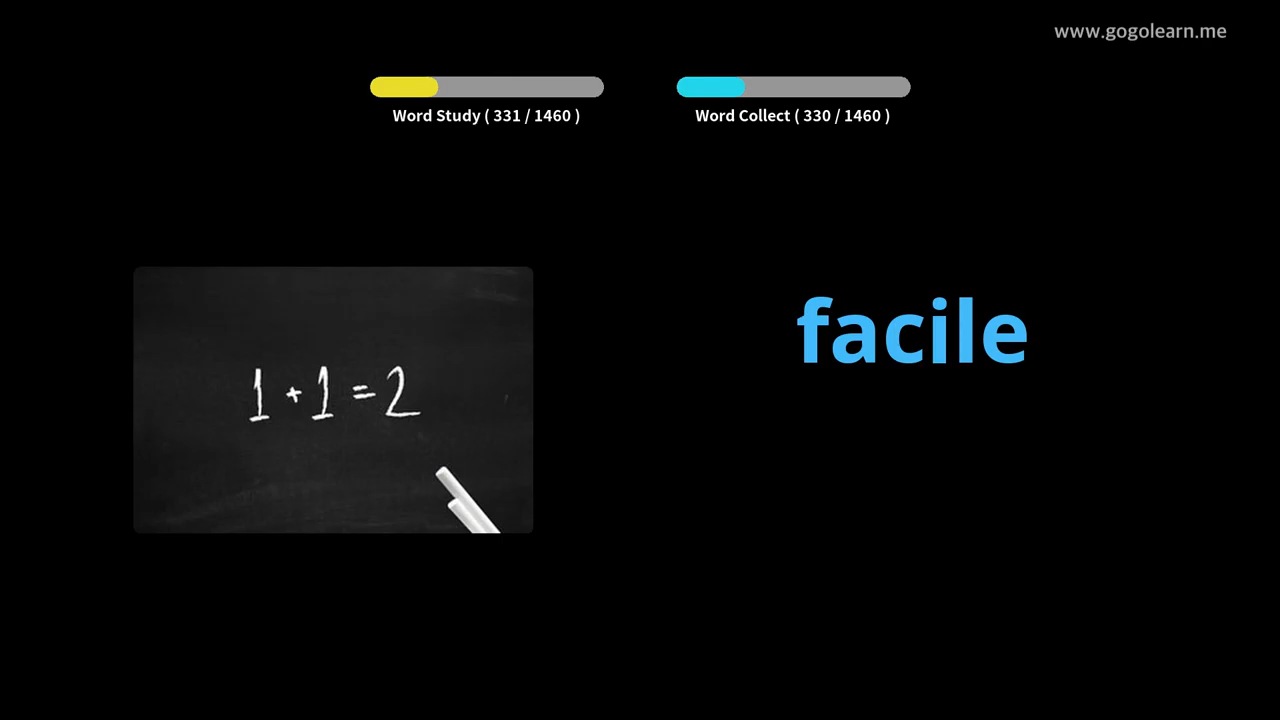 www.gogolearn.me
Word Study ( 331 / 1460 )
Word Collect ( 330 / 1460 )
1 + 1 = 2
facile